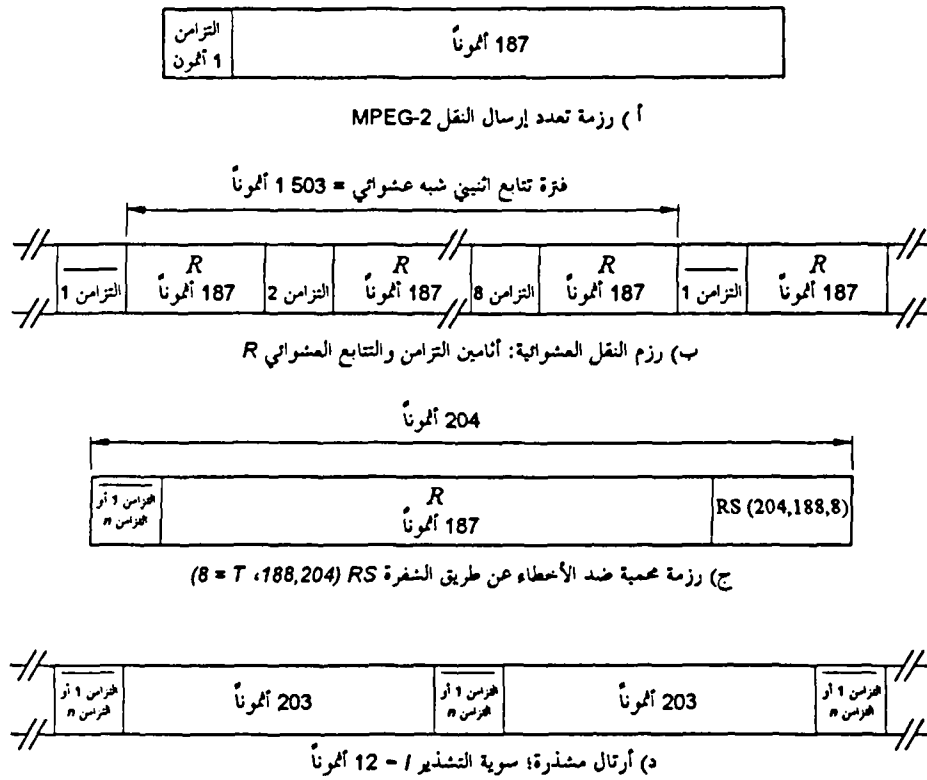 التزامن
1 أثمون
187 أثموناً
أ ) رزمة تعدد إرسال النقل MPEG-2
فترة تتابع اثنيني شبه عشوائي = 503 1 أثموناً
التزامن 1
R
187 أثموناً
التزامن 2
R
187 أثموناً
التزامن 8
R
187 أثموناً
التزامن 1
R
187 أثموناً
ب) رزم النقل العشوائية: أثامين التزامن والتتابع العشوائي R
204 أثموناً
التزامن 1 أو
التزامن n
R
187 أثموناً
RS (204,188,8)
ج) رزمة محمية ضد الأخطاء عن طريق الشفرة RS (188,204، T = 8)
التزامن 1 أو
التزامن n
203 أثموناً
التزامن 1 أو
التزامن n
203 أثموناً
التزامن 1 أو
التزامن n
د) أرتال مشذرة؛ سوية التشذير I = 12 أثموناً